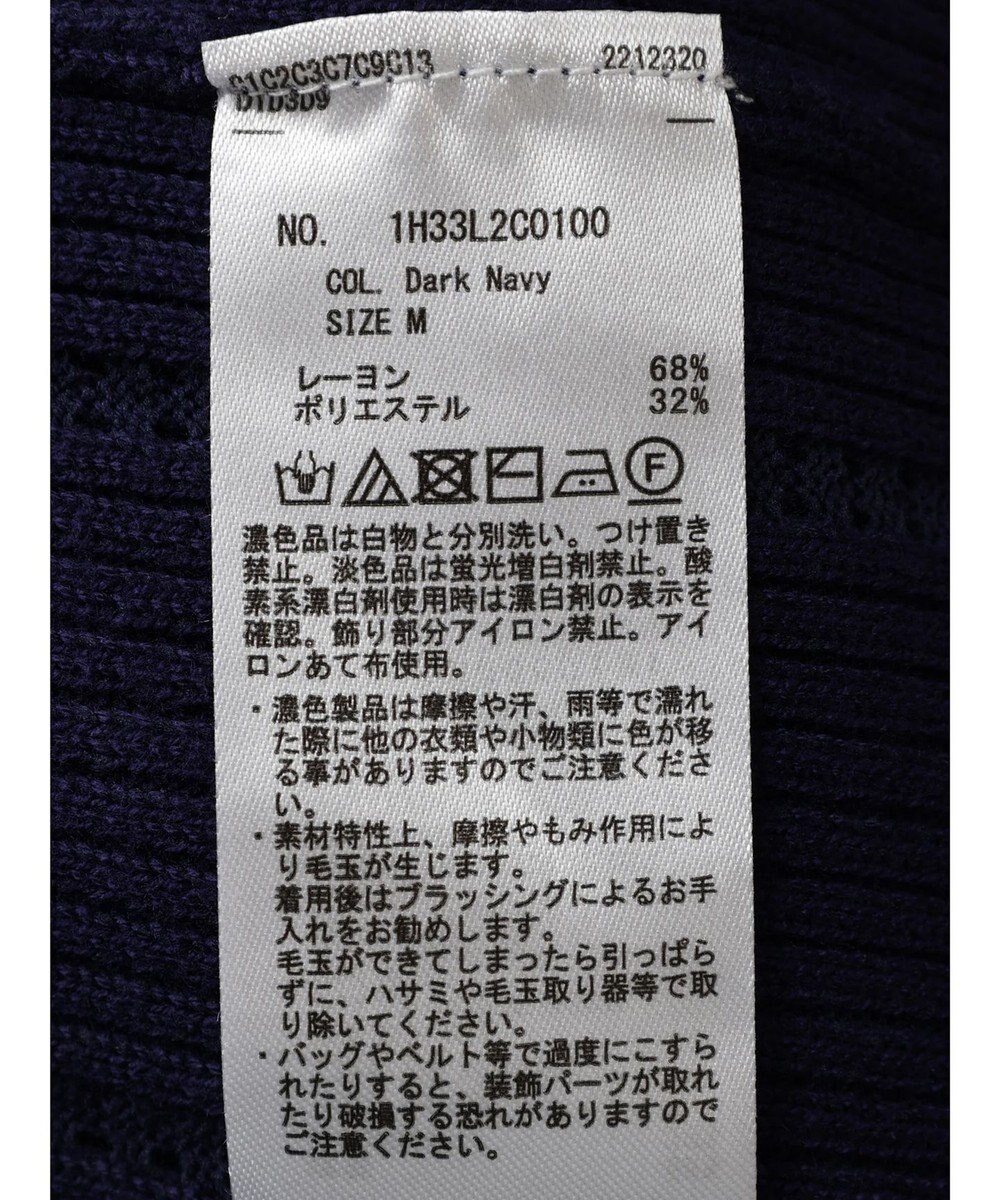 C1C2C3C7C9C13 2212320
D1D3D9
NO. 1H33L2C0100
COL. Dark Navy
SIZE M
レーヨン 68%
ポリエステル 32%
F
濃色品は白物と分別洗い。つけ置き
禁止。淡色品は蛍光増白剤禁止。酸
素系漂白剤使用時は漂白剤の表示を
確認。飾り部分アイロン禁止。アイ
ロンあて布使用。
・濃色製品は摩擦や汗、雨等で濡れ
た際に他の衣類や小物類に色が移
る事がありますのでご注意くださ
い。
・素材特性上、摩擦やもみ作用によ
り毛玉が生じます。
着用後はブラッシングによるお手
入れをお勧めします。
毛玉ができてしまったら引っぱら
ずに、ハサミや毛玉取り器等で取
り除いてください。
・バッグやベルト等で過度にこすら
れたりすると、装飾パーツが取れ
たり破損する恐れがありますので
ご注意ください。